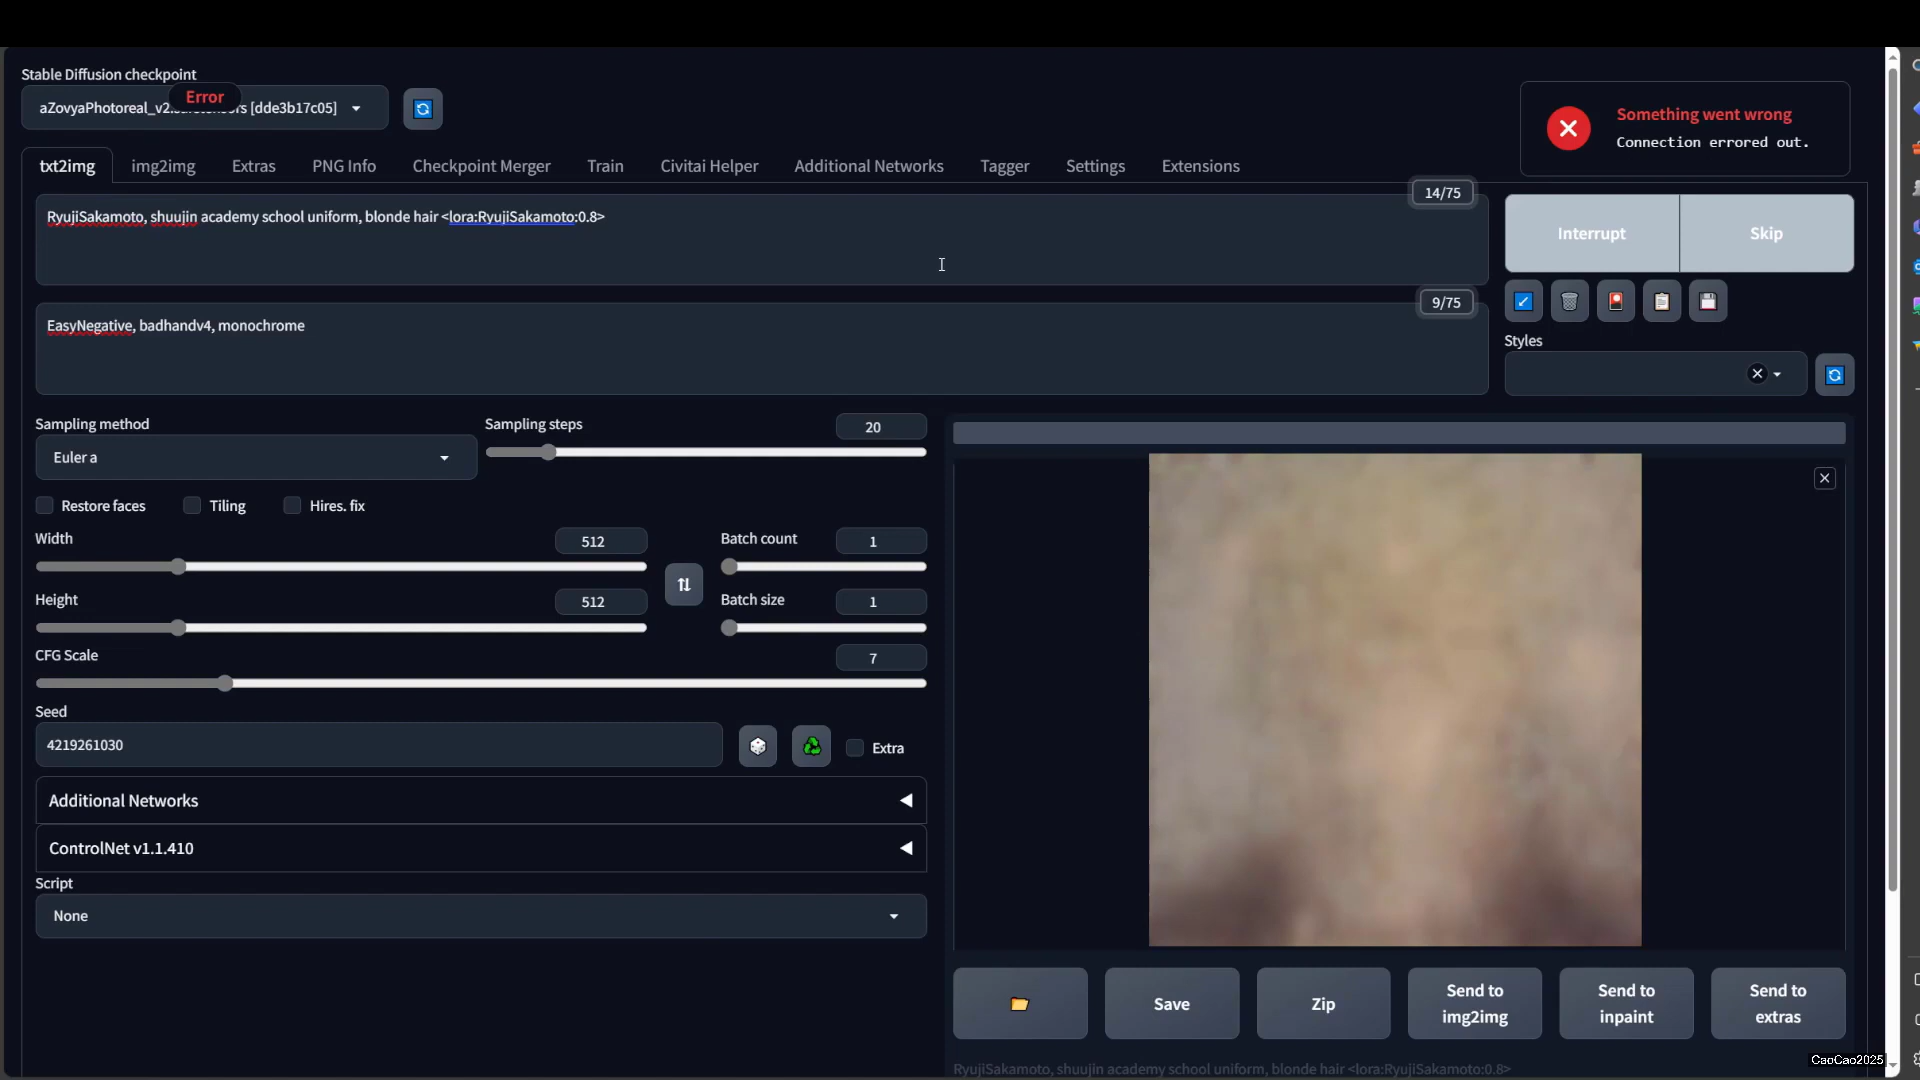 Stable Diffusion checkpoint
Error
aZovyaPhotoreal_v2.safetensors [dde3b17c05]
Something went wrong
Connection errored out.
txt2img
img2img
Extras
PNG Info
Checkpoint Merger
Train
Civitai Helper
Additional Networks
Tagger
Settings
Extensions
14/75
RyujiSakamoto, shuujin academy school uniform, blonde hair <lora:RyujiSakamoto:0.8>
Interrupt
Skip
9/75
EasyNegative, badhandv4, monochrome
Styles
Sampling method
Sampling steps
20
Euler a
Restore faces
Tiling
Hires. fix
Width
512
Batch count
1
Height
512
Batch size
1
CFG Scale
7
Seed
4219261030
Extra
Additional Networks
ControlNet v1.1.410
Script
None
Save
Zip
Send to
img2img
Send to
inpaint
Send to
extras
RyujiSakamoto, shuujin academy school uniform, blonde hair <lora:RyujiSakamoto:0.8>
CaoCao2025